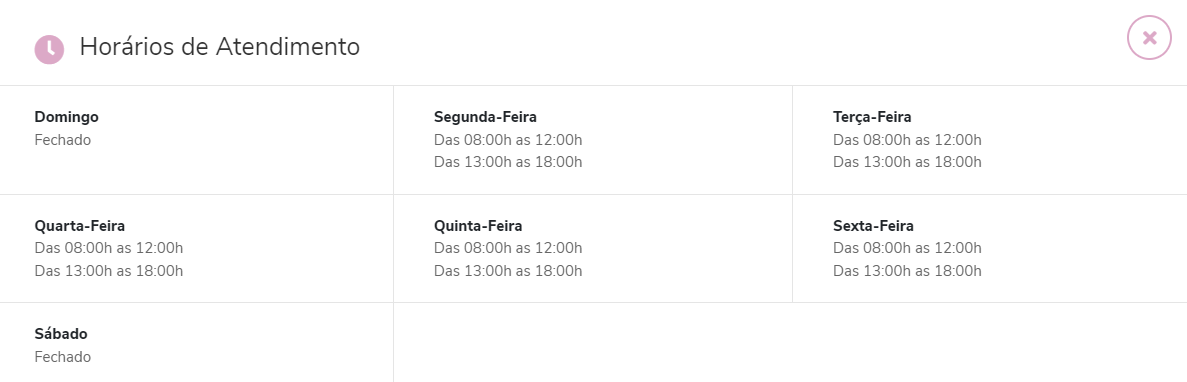 Horários de Atendimento
Domingo
Fechado
Segunda-Feira
Das 08:00h as 12:00h
Das 13:00h as 18:00h
Terça-Feira
Das 08:00h as 12:00h
Das 13:00h as 18:00h
Quarta-Feira
Das 08:00h as 12:00h
Das 13:00h as 18:00h
Quinta-Feira
Das 08:00h as 12:00h
Das 13:00h as 18:00h
Sexta-Feira
Das 08:00h as 12:00h
Das 13:00h as 18:00h
Sábado
Fechado